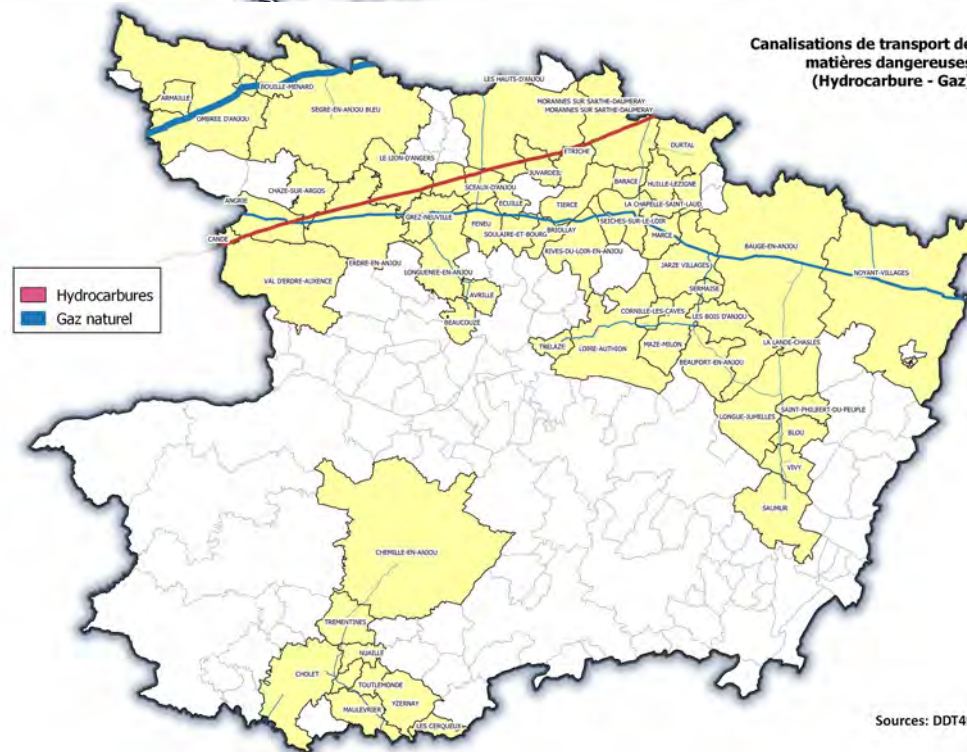 Canalisations de transport de
matières dangereuses
(Hydrocarbure - Gaz)
LES HAUTS-D'ANJOU
BOUILLE-MENARD
ARMAILLE
SEGRE-EN-ANJOU BLEU
MORANNES SUR SARTHE-DAUMERAY
MORANNES SUR SARTHE-DAUMERAY
OMBREE D'ANJOU
DURTAL
ETRICHE
LE LION-D'ANGERS
JUVARDEIL
BARACE
HUILLE-LEZIGNE
CHAZE-SUR-ARGOS
SCEAUX-D'ANJOU
ANGRIE
ECUILLE
TIERCE
LA CHAPELLE-SAINT-LAUD
GREZ-NEUVILLE
FENEU
SEICHES-SUR-LE-LOIR
SOULAIRE-ET-BOURG
BRIOLLAY
MARCE
CANDE
BAUGE-EN-ANJOU
ERDRE-EN-ANJOU
RIVES-DU-LOIR-EN-ANJOU
LONGUENEE-EN-ANJOU
JARZE VILLAGES
NOYANT-VILLAGES
VAL D'ERDRE-AUXENCE
SERMAISE
Hydrocarbures
AVRILLE
Gaz naturel
CORNILLE-LES-CAVES
LES BOIS D'ANJOU
BEAUCOUZE
TRELAZE
LOIRE-AUTHION
MAZE-MILON
LA LANDE-CHASLES
BEAUFORT-EN-ANJOU
LONGUE-JUMELLES
SAINT-PHILBERT-DU-PEUPLE
BLOU
VIVY
SAUMUR
CHEMILLE-EN-ANJOU
TREMENTINES
NUAILLE
CHOLET
TOUTLEMONDE
YZERNAY
MAULEVRIER
LES CERQUEUX
Sources: DDT4